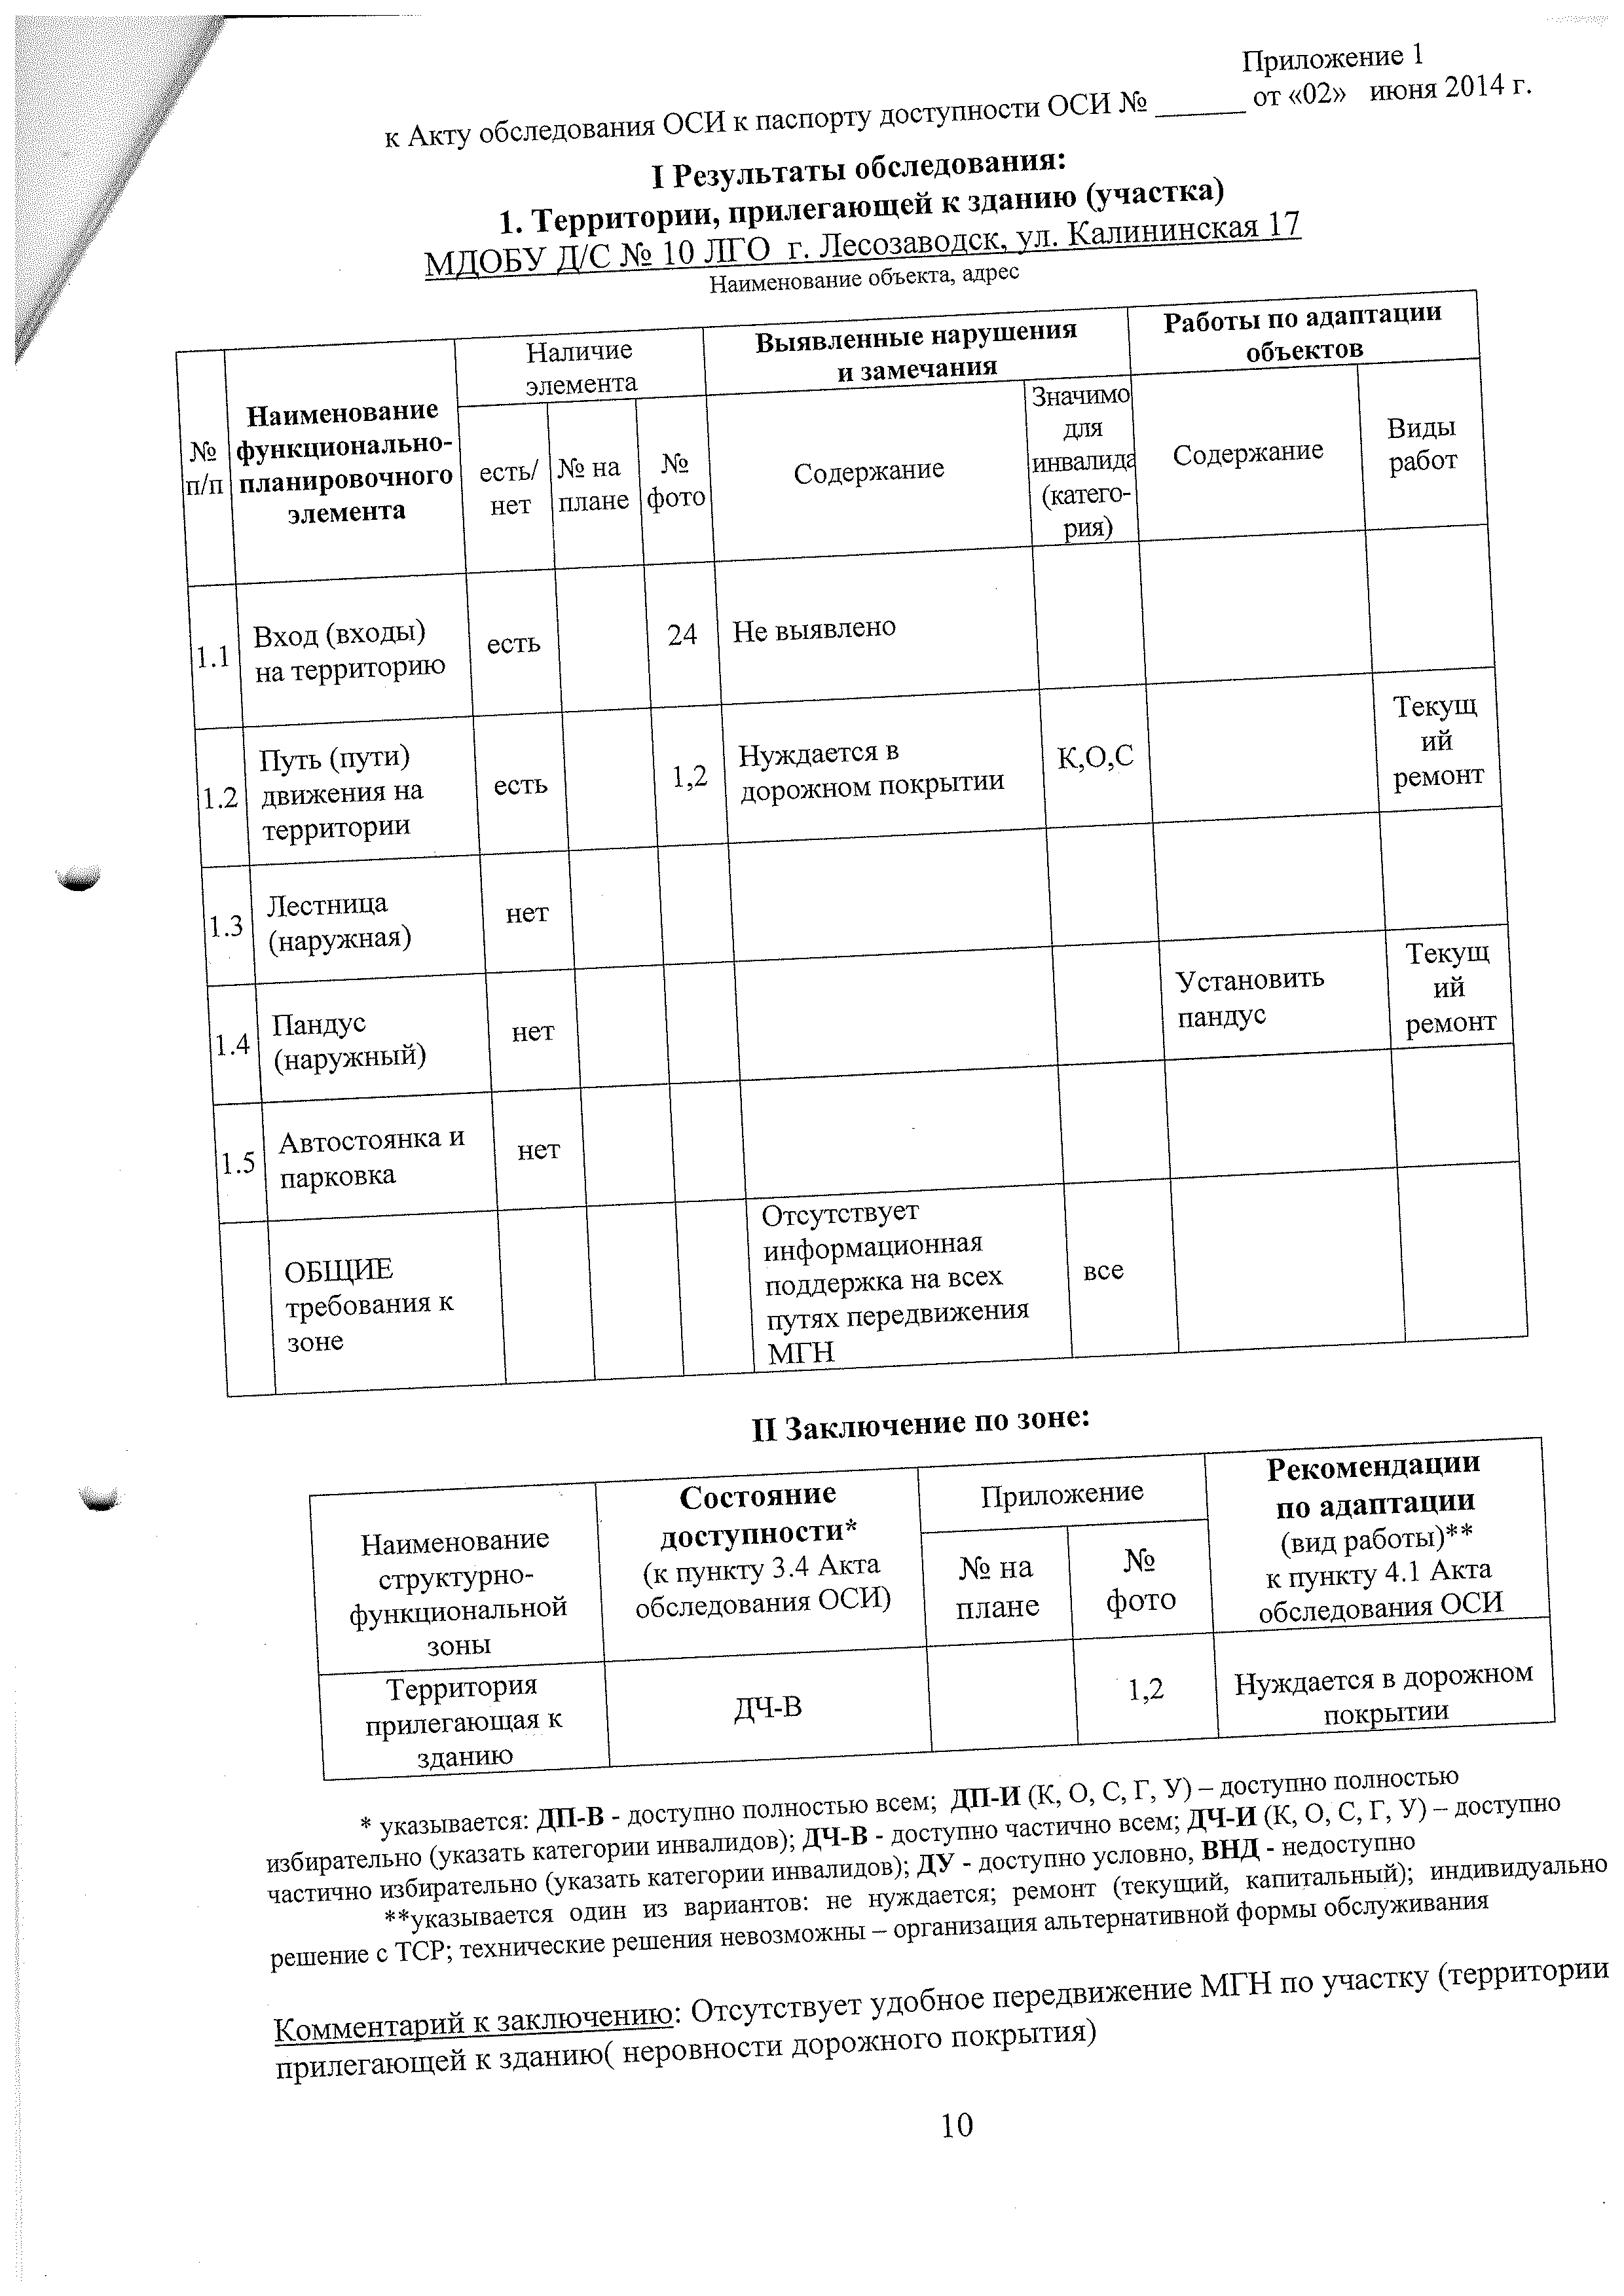 Приложение 1
к Акту обследования ОСИ к паспорту доступности ОСИ № ______ от «02» июня 2014 г.
I Результаты обследования:
1. Территории, прилегающей к зданию (участка)
МДОБУ Д/С № 10 ЛГО г. Лесозаводск, ул. Калининская 17
Наименование объекта, адрес
№
п/п
Наименование
функционально-
планировочного
элемента
Наличие
элемента
Выявленные нарушения
и замечания
Работы по адаптации
объектов
есть/
нет
№ на
плане
№
фото
Содержание
Значимо
для
инвалида
(катего-
рия)
Содержание
Виды
работ
1.1
Вход (входы)
на территорию
есть
24
Не выявлено
1.2
Путь (пути)
движения на
территории
есть
1,2
Нуждается в
дорожном покрытии
К,О,С
Текущ
ий
ремонт
1.3
Лестница
(наружная)
нет
1.4
Пандус
(наружный)
нет
Установить
пандус
Текущ
ий
ремонт
1.5
Автостоянка и
парковка
нет
ОБЩИЕ
требования к
зоне
Отсутствует
информационная
поддержка на всех
путях передвижения
МГН
все
II Заключение по зоне:
Наименование
структурно-
функциональной
зоны
Состояние
доступности*
(к пункту 3.4 Акта
обследования ОСИ)
Приложение
№ на
плане
№
фото
Рекомендации
по адаптации
(вид работы)**
к пункту 4.1 Акта
обследования ОСИ
Территория
прилегающая к
зданию
ДЧ-В
1,2
Нуждается в дорожном
покрытии
* указывается: ДП-В - доступно полностью всем; ДП-И (К, О, С, Г, У) – доступно полностью
избирательно (указать категории инвалидов); ДЧ-В - доступно частично всем; ДЧ-И (К, О, С, Г, У) – доступно
частично избирательно (указать категории инвалидов); ДУ - доступно условно, ВНД - недоступно
**указывается один из вариантов: не нуждается; ремонт (текущий, капитальный); индивидуально
решение с ТСР; технические решения невозможны – организация альтернативной формы обслуживания
Комментарий к заключению: Отсутствует удобное передвижение МГН по участку (территории
прилегающей к зданию( неровности дорожного покрытия)
10